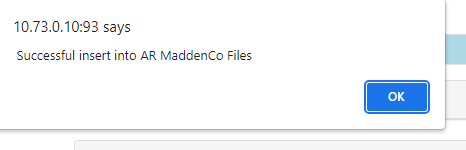 10.73.0.10:93 says
Successful insert into AR MaddenCo Files
OK